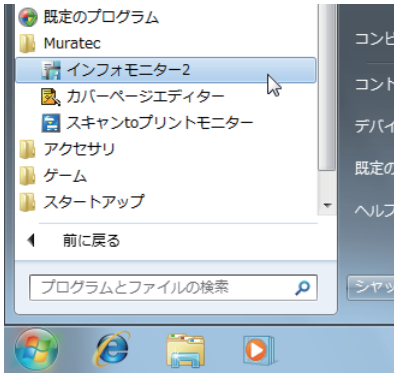 既定のプログラム
Muratec
インフォモニター2
カバーページエディター
スキャンtoプリントモニター
アクセサリ
ゲーム
スタートアップ
前に戻る
プログラムとファイルの検索
コンピ
コント
デバイ
既定の
ヘルプ
シャッ